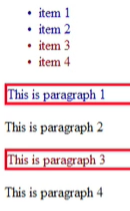 • item 1
• item 2
• item 3
• item 4
This is paragraph 1
This is paragraph 2
This is paragraph 3
This is paragraph 4